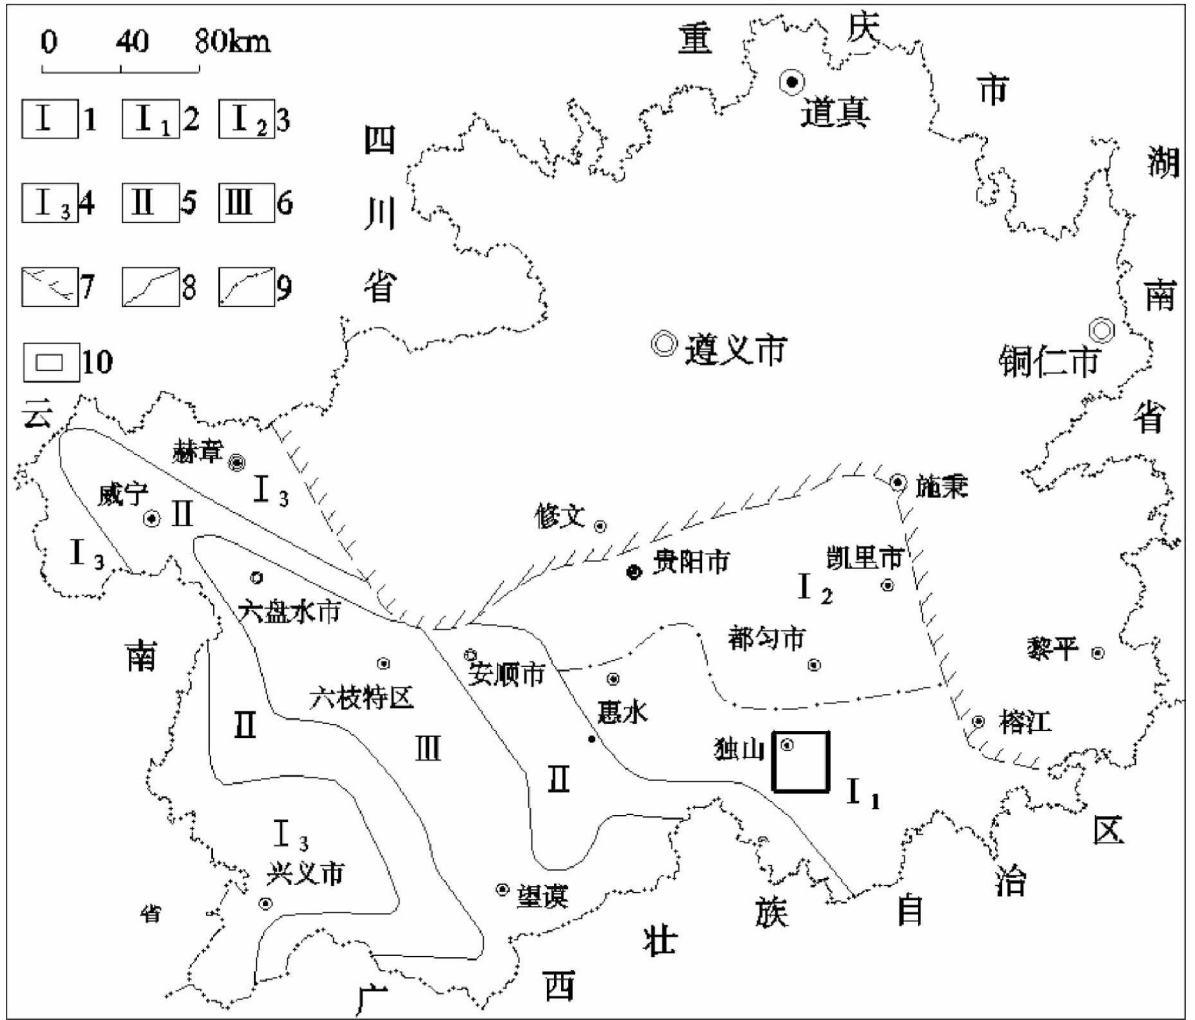 0 40 80km
Ⅰ 1 Ⅰ1 2 Ⅰ2 3
Ⅰ3 4 Ⅱ 5 Ⅲ 6
7 8 9
10
重庆市
四川省
湖南省
云南省
广西壮族自治区
道真
遵义市
铜仁市
赫章
Ⅰ3
威宁
Ⅱ
Ⅰ3
修文
施秉
贵阳市
凯里市
Ⅰ2
六盘水市
都匀市
黎平
安顺市
六枝特区
惠水
榕江
Ⅱ
Ⅲ
独山
Ⅱ
Ⅰ1
Ⅰ3
兴义市
望谟